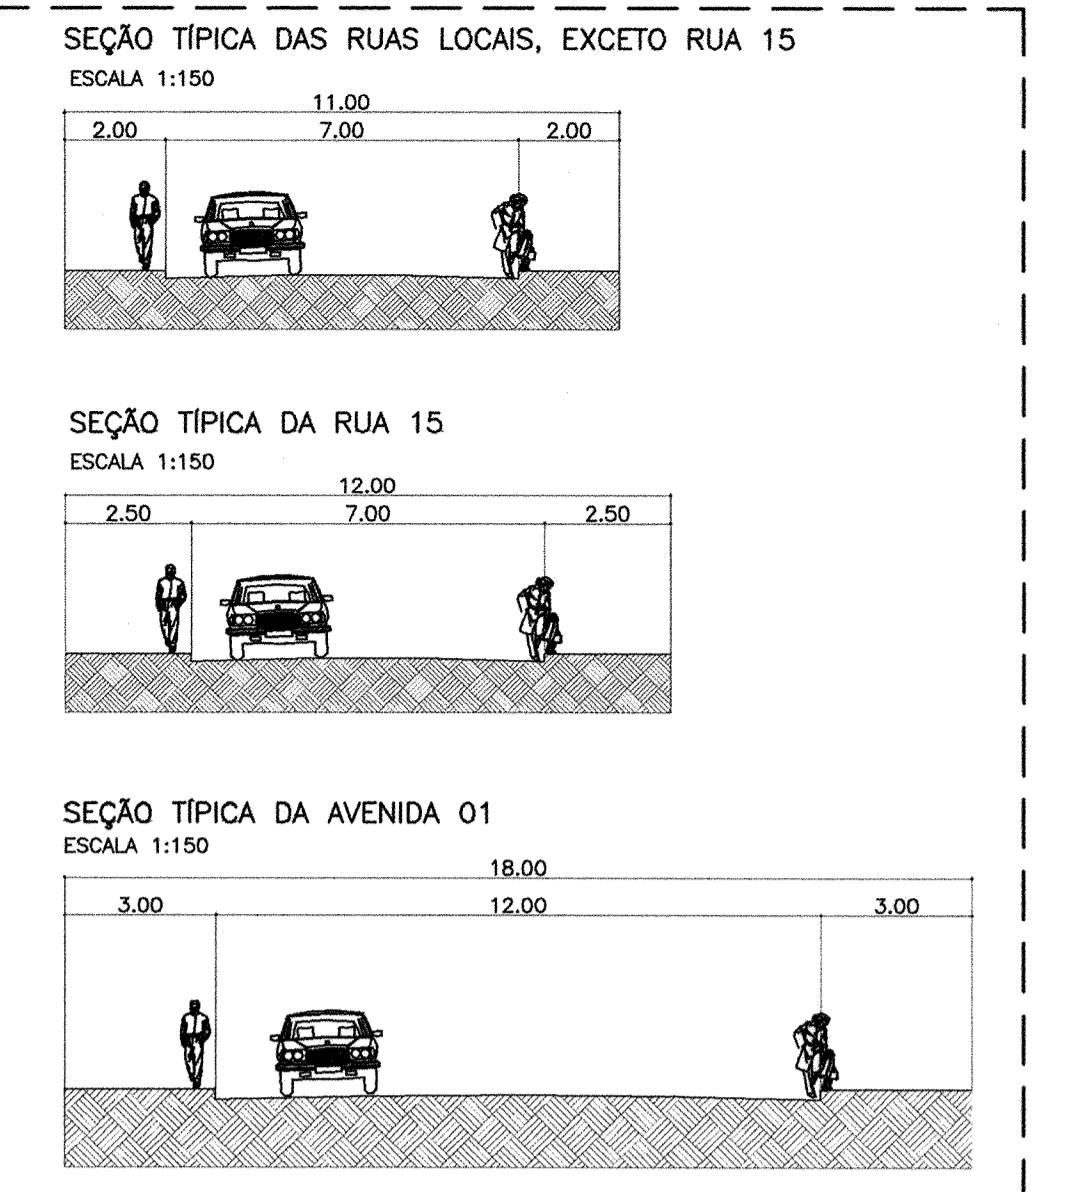 SEÇÃO TÍPICA DAS RUAS LOCAIS, EXCETO RUA 15
ESCALA 1:150
11.00
2.00 7.00 2.00
SEÇÃO TÍPICA DA RUA 15
ESCALA 1:150
12.00
2.50 7.00 2.50
SEÇÃO TÍPICA DA AVENIDA 01
ESCALA 1:150
18.00
3.00 12.00 3.00